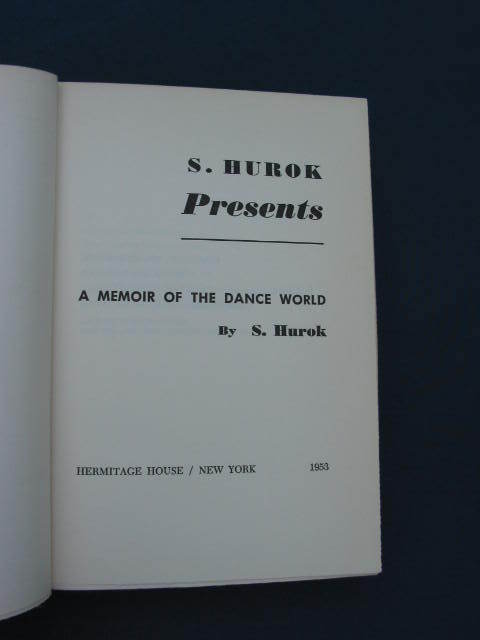 S. HUROK
Presents
A MEMOIR OF THE DANCE WORLD
By S. Hurok
HERMITAGE HOUSE / NEW YORK 1953